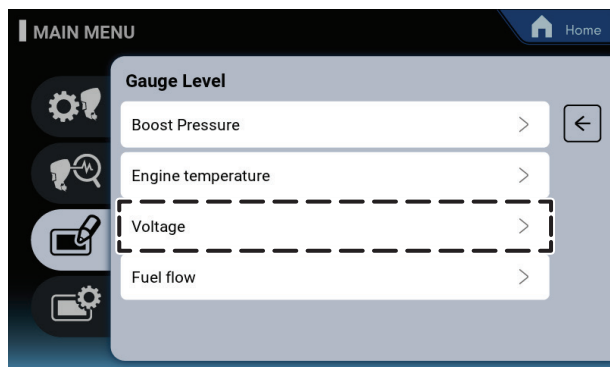 MAIN MENU
Home
Gauge Level
Boost Pressure
Engine temperature
Voltage
Fuel flow